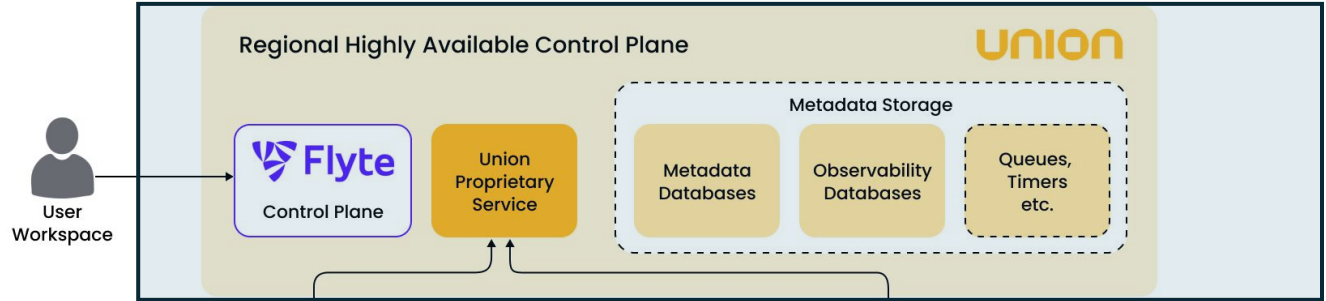 Regional Highly Available Control Plane
UNION
Metadata Storage
Flyte
Control Plane
Union
Proprietary
Service
Metadata
Databases
Observability
Databases
Queues,
Timers
etc.
User
Workspace